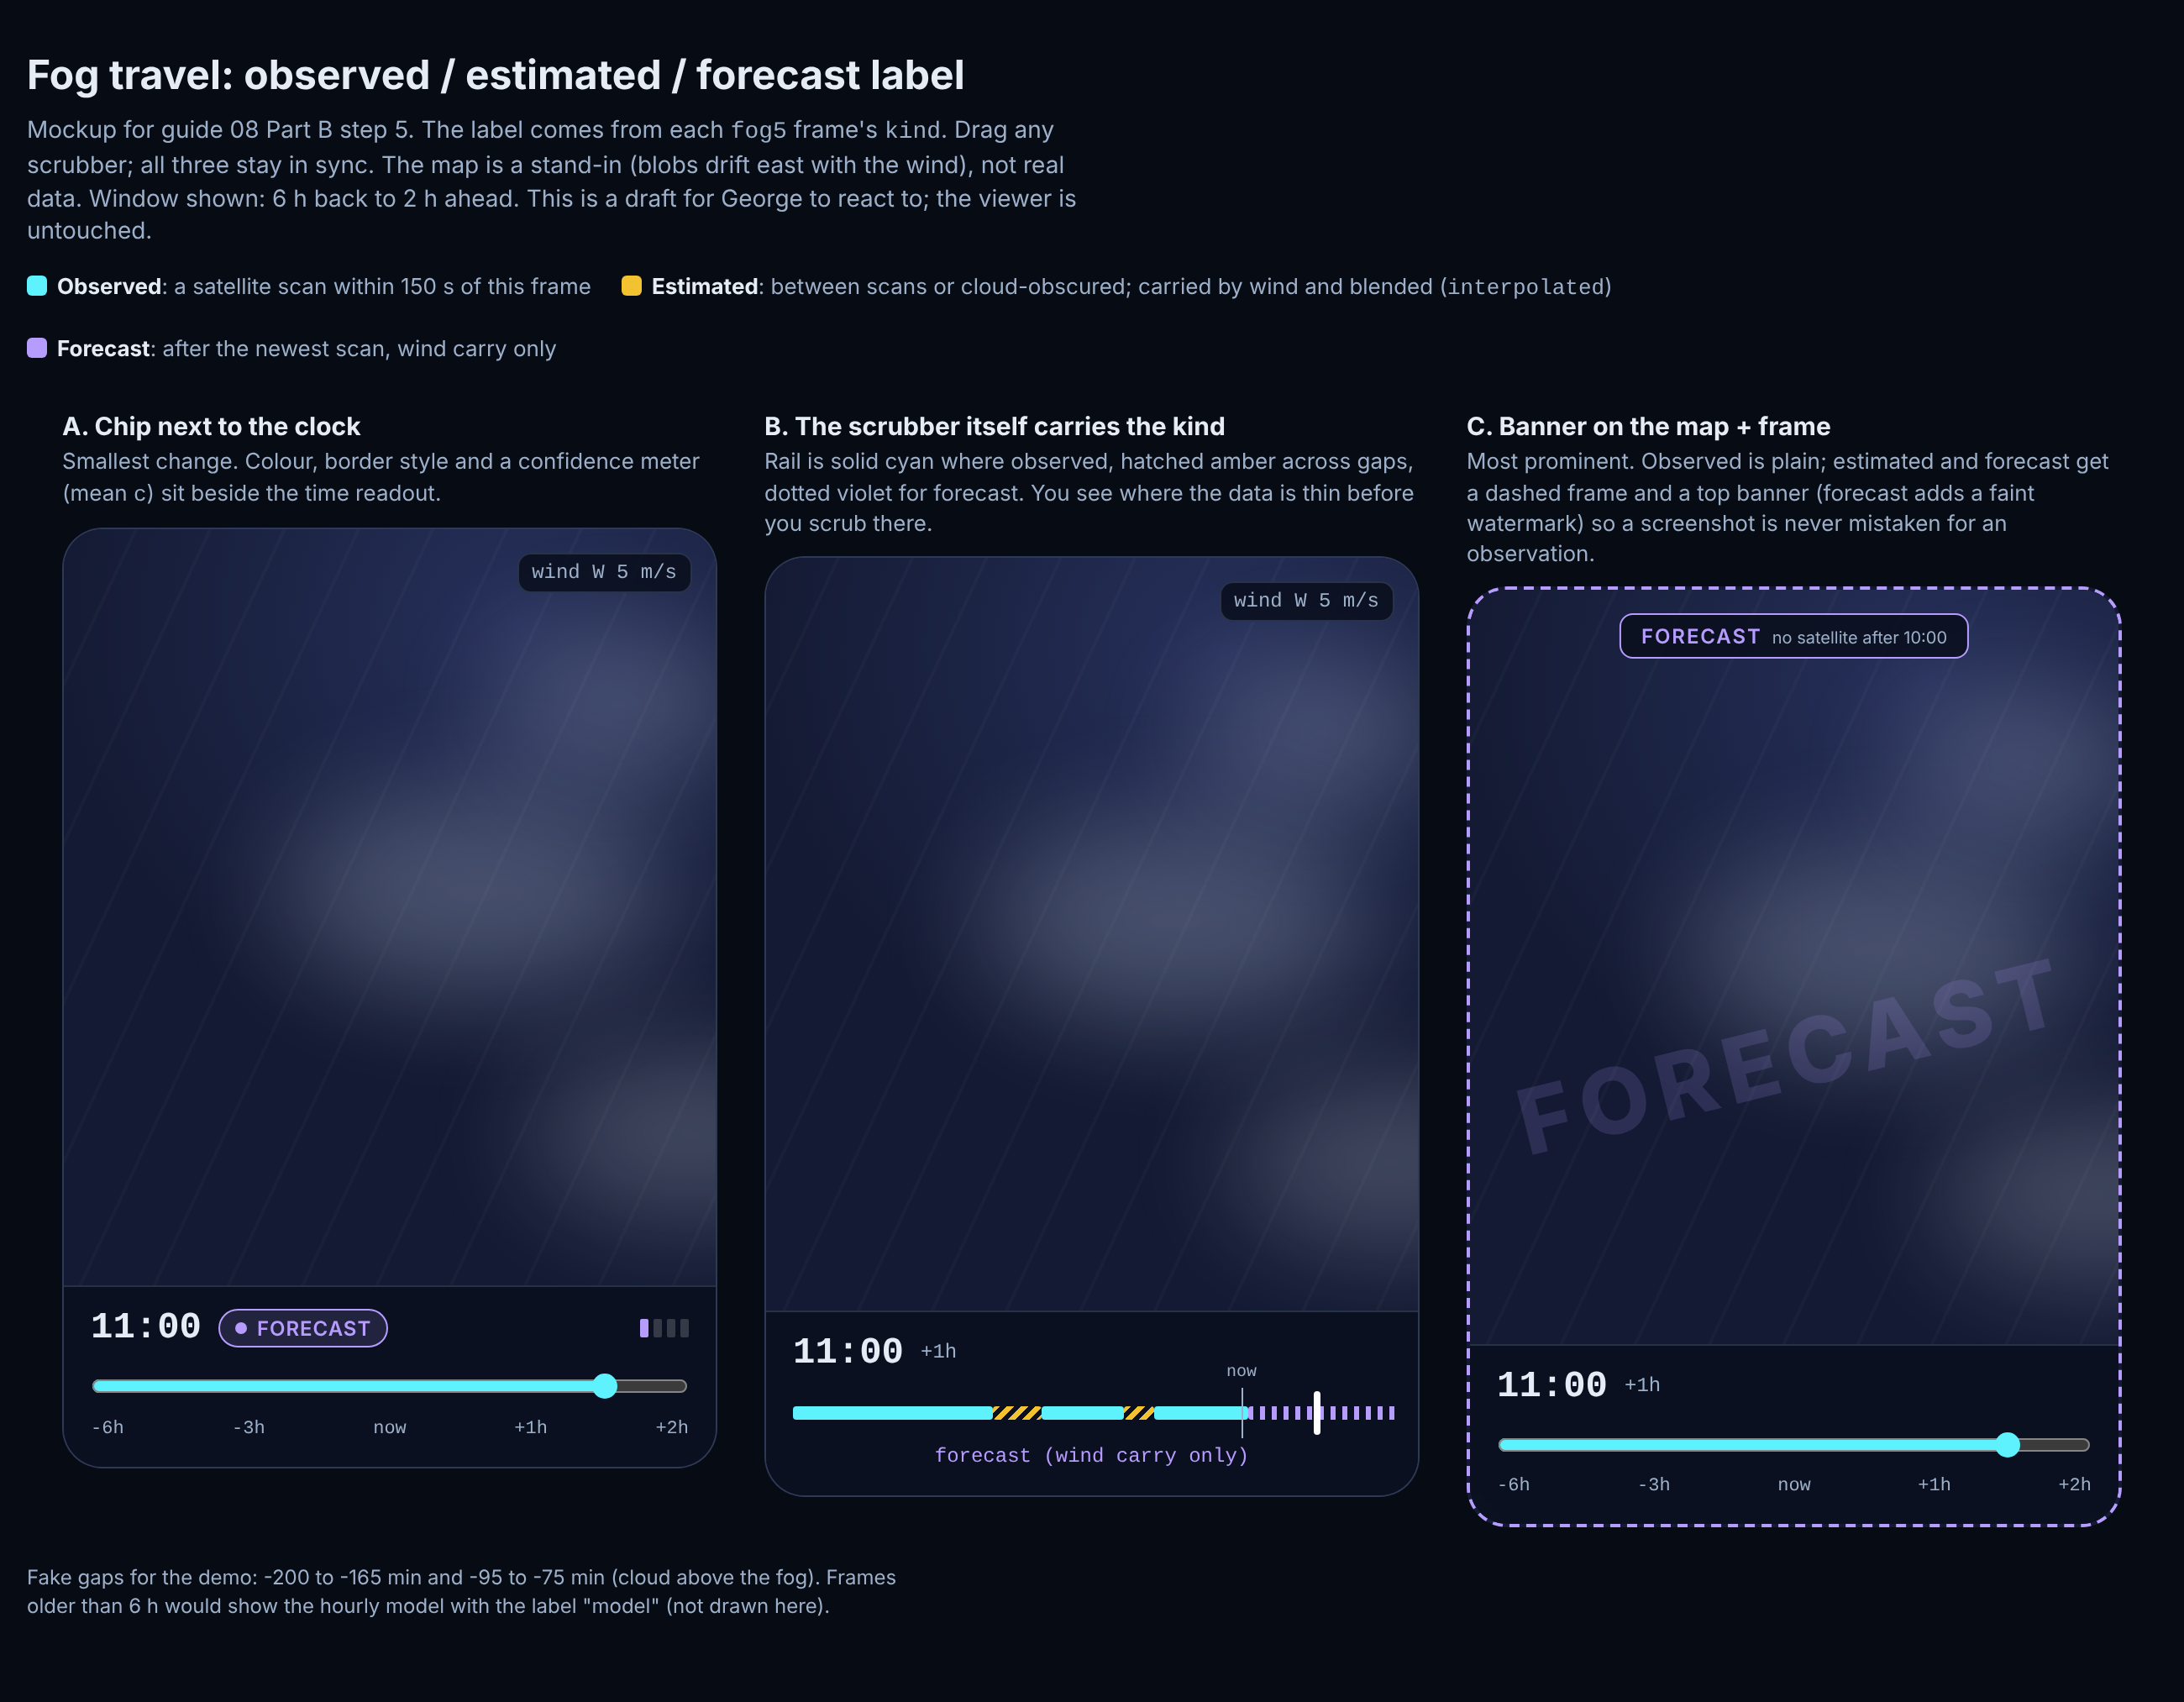 Fog travel: observed / estimated / forecast label
Mockup for guide 08 Part B step 5. The label comes from each fog5 frame's kind. Drag any
scrubber; all three stay in sync. The map is a stand-in (blobs drift east with the wind), not real
data. Window shown: 6 h back to 2 h ahead. This is a draft for George to react to; the viewer is
untouched.
Observed: a satellite scan within 150 s of this frame
Estimated: between scans or cloud-obscured; carried by wind and blended (interpolated)
Forecast: after the newest scan, wind carry only
A. Chip next to the clock
Smallest change. Colour, border style and a confidence meter
(mean c) sit beside the time readout.
wind W 5 m/s
11:00 FORECAST
-6h -3h now +1h +2h
B. The scrubber itself carries the kind
Rail is solid cyan where observed, hatched amber across gaps,
dotted violet for forecast. You see where the data is thin before
you scrub there.
wind W 5 m/s
11:00 +1h
now
forecast (wind carry only)
C. Banner on the map + frame
Most prominent. Observed is plain; estimated and forecast get
a dashed frame and a top banner (forecast adds a faint
watermark) so a screenshot is never mistaken for an
observation.
FORECAST no satellite after 10:00
FORECAST
11:00 +1h
-6h -3h now +1h +2h
Fake gaps for the demo: -200 to -165 min and -95 to -75 min (cloud above the fog). Frames
older than 6 h would show the hourly model with the label "model" (not drawn here).